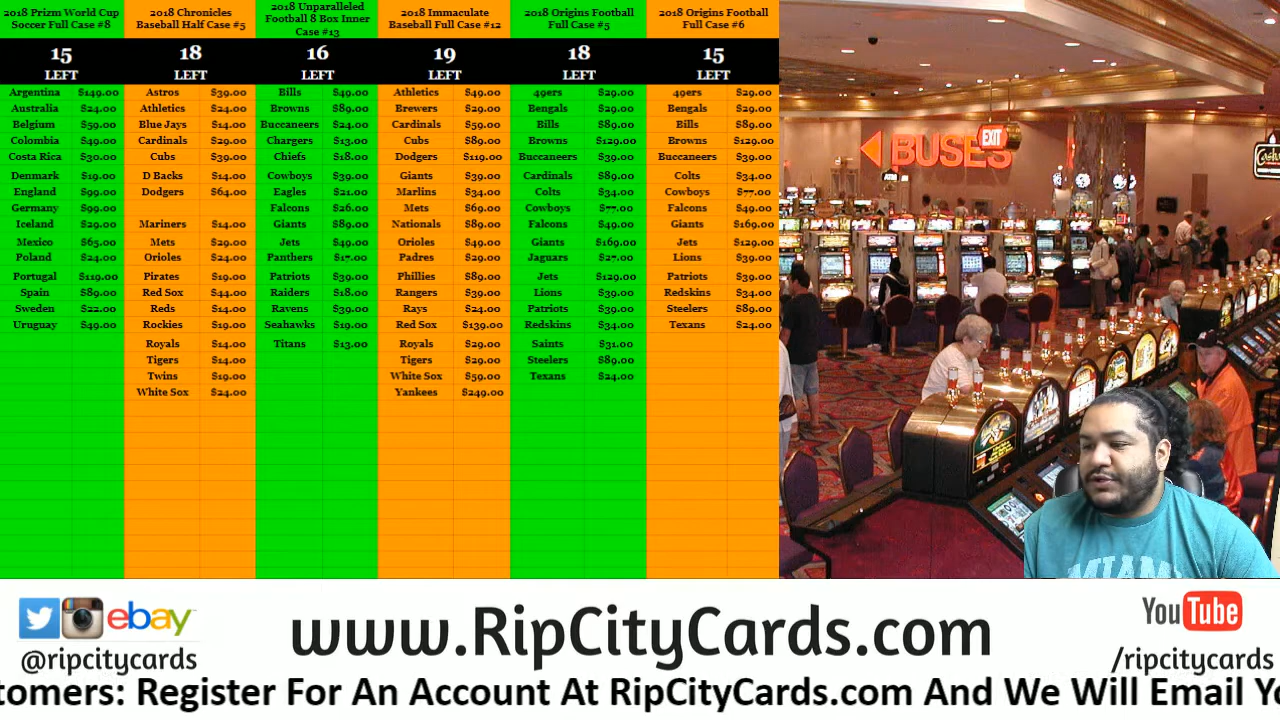 2018 Prizm World Cup
Soccer Full Case #8
15
LEFT
Argentina $149.00
Australia $24.00
Belgium $59.00
Colombia $49.00
Costa Rica $30.00
Denmark $19.00
England $99.00
Germany $99.00
Iceland $29.00
Mexico $65.00
Poland $24.00
Portugal $119.00
Spain $89.00
Sweden $22.00
Uruguay $49.00
2018 Chronicles
Baseball Half Case #5
18
LEFT
Astros $39.00
Athletics $24.00
Blue Jays $14.00
Cardinals $29.00
Cubs $39.00
D Backs $14.00
Dodgers $64.00
Mariners $14.00
Mets $29.00
Orioles $24.00
Pirates $19.00
Red Sox $44.00
Reds $14.00
Rockies $19.00
Royals $14.00
Tigers $14.00
Twins $19.00
White Sox $24.00
2018 Unparalleled
Football 8 Box Inner
Case #13
16
LEFT
Bills $49.00
Browns $89.00
Buccaneers $24.00
Chargers $13.00
Chiefs $18.00
Cowboys $39.00
Eagles $21.00
Falcons $26.00
Giants $89.00
Jets $49.00
Panthers $17.00
Patriots $39.00
Raiders $18.00
Ravens $39.00
Seahawks $19.00
Titans $13.00
2018 Immaculate
Baseball Full Case #12
19
LEFT
Athletics $49.00
Brewers $29.00
Cardinals $59.00
Cubs $89.00
Dodgers $119.00
Giants $39.00
Marlins $34.00
Mets $69.00
Nationals $89.00
Orioles $49.00
Padres $29.00
Phillies $89.00
Rangers $39.00
Rays $24.00
Red Sox $139.00
Royals $29.00
Tigers $29.00
White Sox $59.00
Yankees $249.00
2018 Origins Football
Full Case #5
18
LEFT
49ers $29.00
Bengals $29.00
Bills $89.00
Browns $129.00
Buccaneers $39.00
Cardinals $89.00
Colts $34.00
Cowboys $77.00
Falcons $49.00
Giants $169.00
Jaguars $27.00
Jets $129.00
Lions $39.00
Patriots $39.00
Redskins $34.00
Saints $31.00
Steelers $89.00
Texans $24.00
2018 Origins Football
Full Case #6
15
LEFT
49ers $29.00
Bengals $29.00
Bills $89.00
Browns $129.00
Buccaneers $39.00
Colts $34.00
Cowboys $77.00
Falcons $49.00
Giants $169.00
Jets $129.00
Lions $39.00
Patriots $39.00
Redskins $34.00
Steelers $89.00
Texans $24.00
BUSES
EXIT
ATM
MIAMI
ebay
@ripcitycards
www.RipCityCards.com
YouTube
/ripcitycards
tomers: Register For An Account At RipCityCards.com And We Will Email Yo